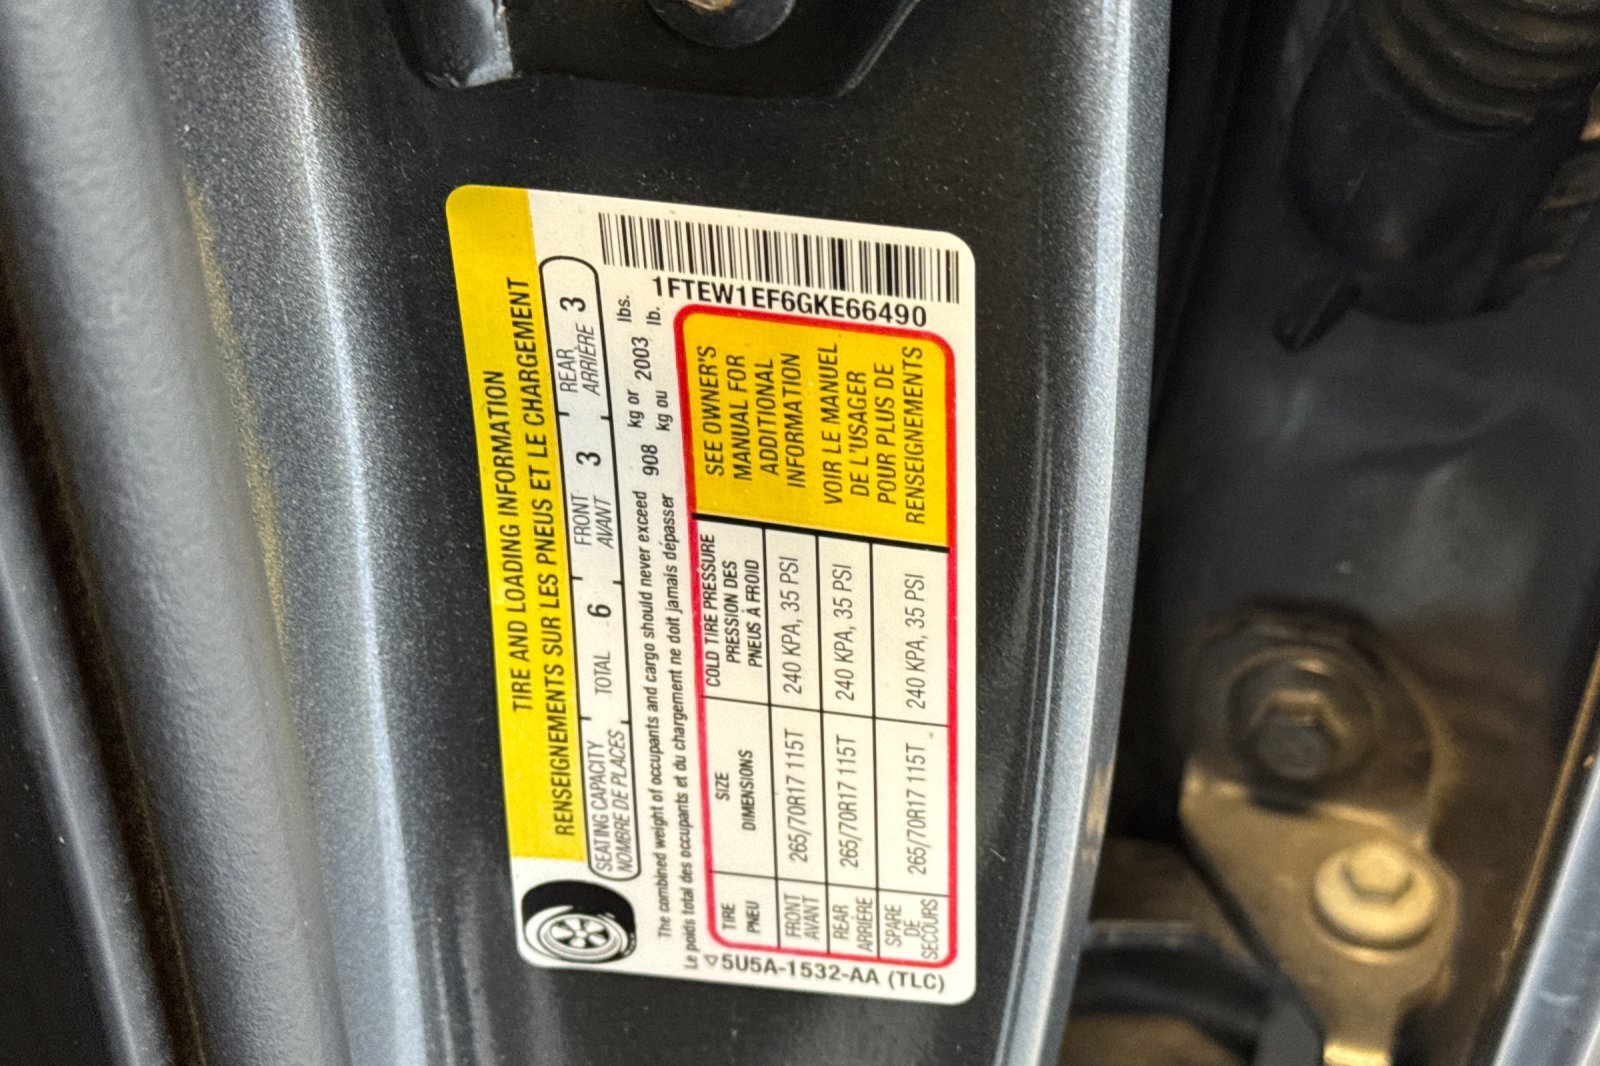 TIRE AND LOADING INFORMATION
RENSEIGNEMENTS SUR LES PNEUS ET LE CHARGEMENT
SEATING CAPACITY TOTAL 6 FRONT 3 REAR 3
NOMBRE DE PLACES AVANT ARRIÈRE
The combined weight of occupants and cargo should never exceed 908 kg or 2003 lbs.
Le poids total des occupants et du chargement ne doit jamais dépasser kg ou lb.
1FTEW1EF6GKE66490
TIRE SIZE COLD TIRE PRESSURE
PNEU DIMENSIONS PRESSION DES
PNEUS À FROID
FRONT 265/70R17 115T 240 KPA, 35 PSI
AVANT
REAR 265/70R17 115T 240 KPA, 35 PSI
ARRIÈRE
SPARE 265/70R17 115T 240 KPA, 35 PSI
DE
SECOURS
SEE OWNER'S
MANUAL FOR
ADDITIONAL
INFORMATION
VOIR LE MANUEL
DE L'USAGER
POUR PLUS DE
RENSEIGNEMENTS
5U5A-1532-AA (TLC)